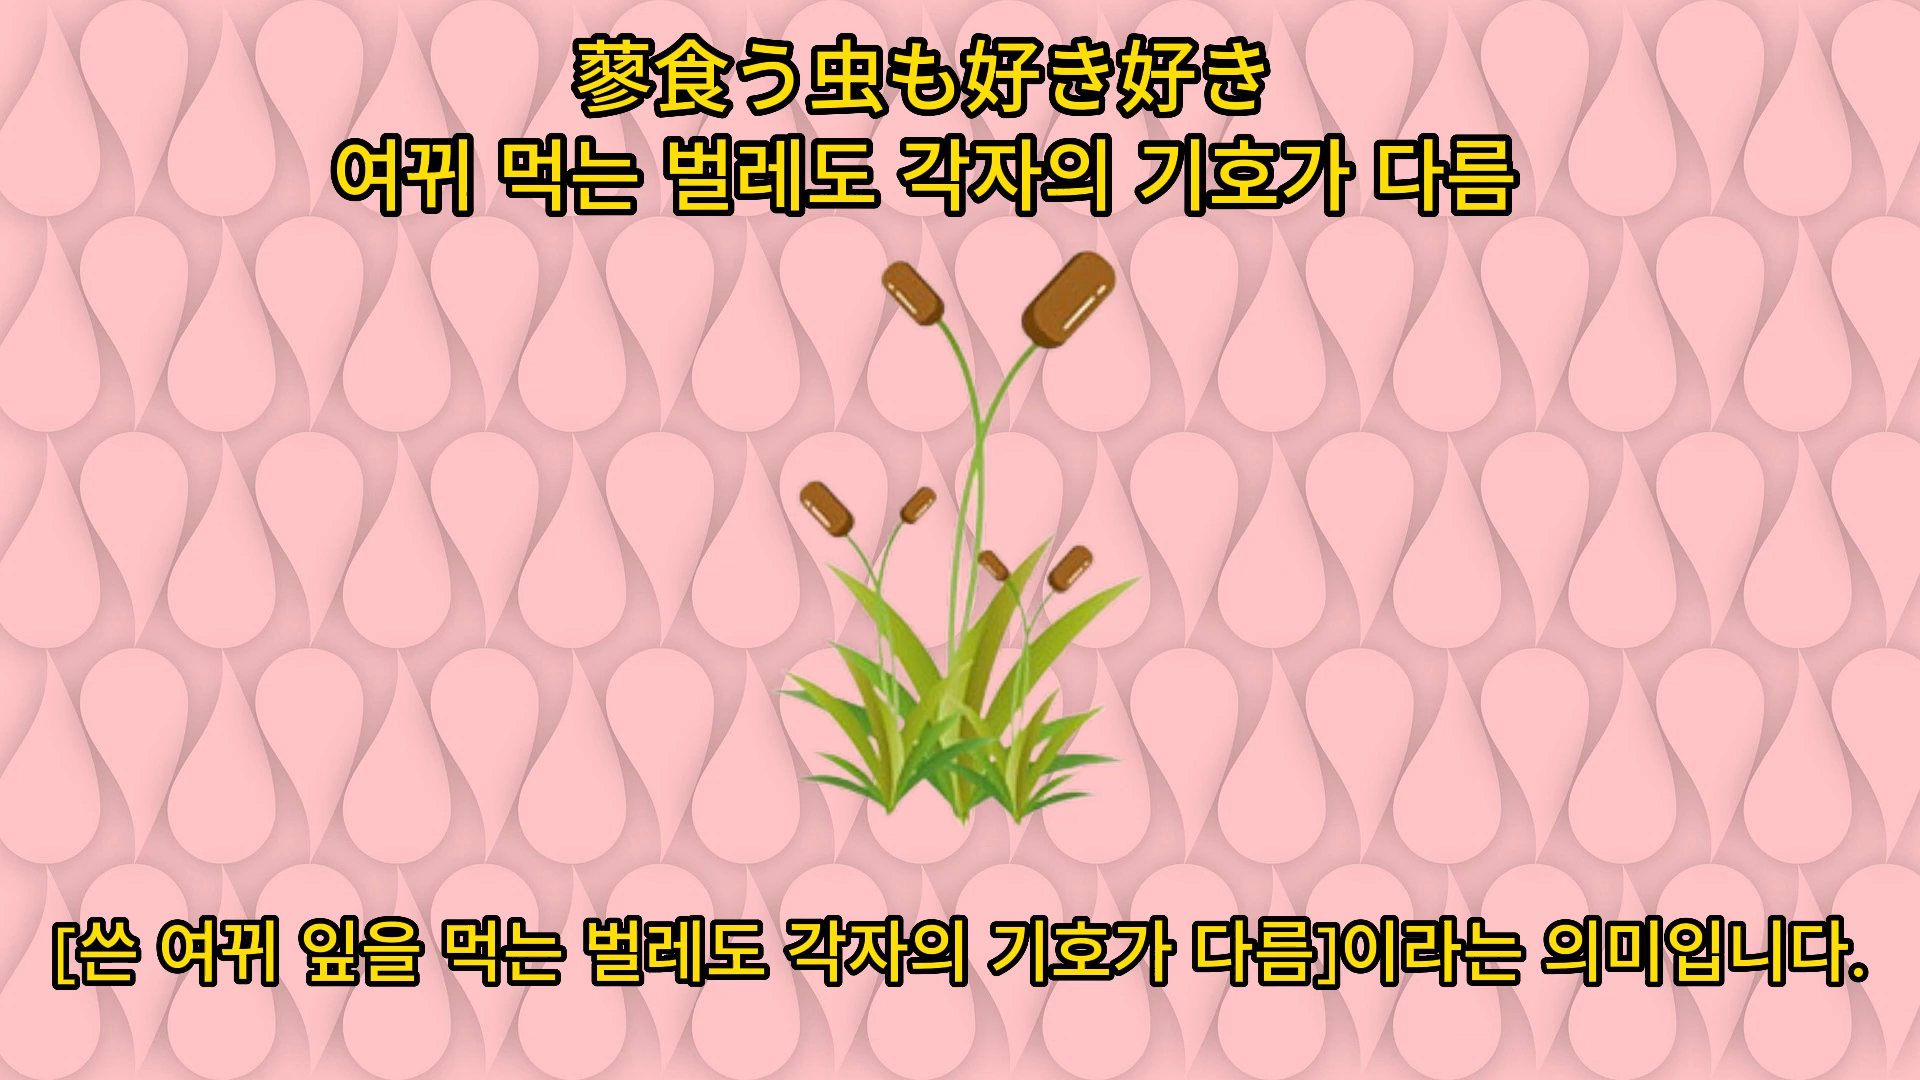 蓼食う虫も好き好き
여뀌 먹는 벌레도 각자의 기호가 다름
[쓴 여뀌 잎을 먹는 벌레도 각자의 기호가 다름]이라는 의미입니다.